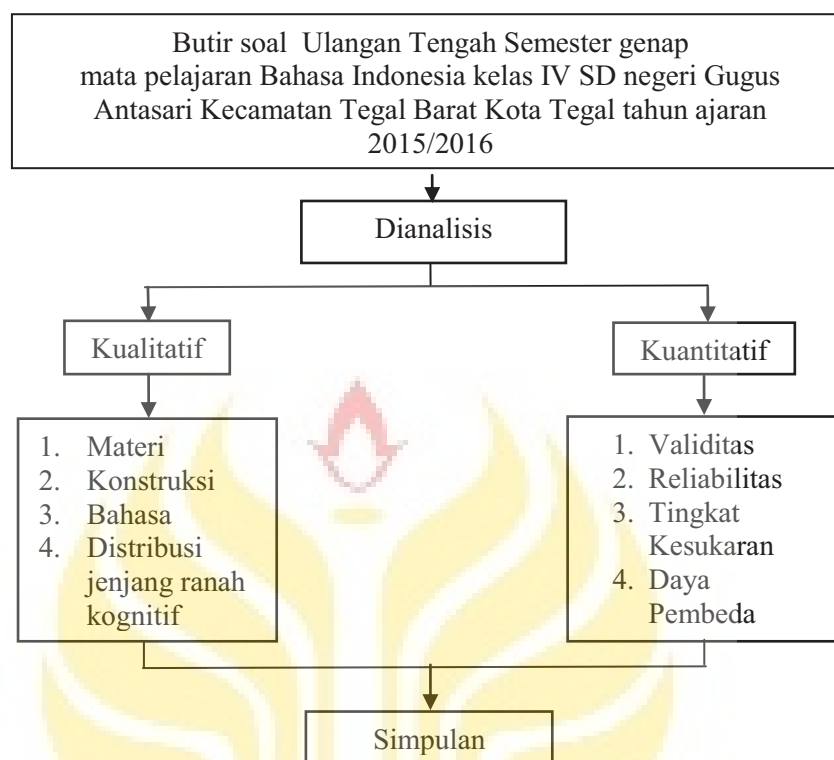 Butir soal Ulangan Tengah Semester genap
mata pelajaran Bahasa Indonesia kelas IV SD negeri Gugus
Antasari Kecamatan Tegal Barat Kota Tegal tahun ajaran
2015/2016
Dianalisis
Kualitatif
Kuantitatif
1. Materi
2. Konstruksi
3. Bahasa
4. Distribusi
jenjang ranah
kognitif
1. Validitas
2. Reliabilitas
3. Tingkat
Kesukaran
4. Daya
Pembeda
Simpulan